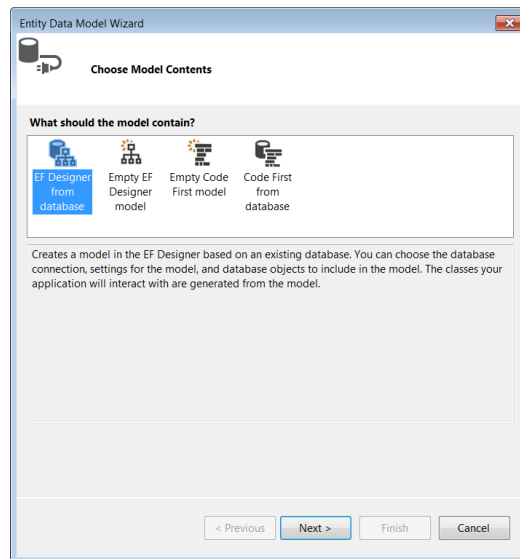 Entity Data Model Wizard
Choose Model Contents
What should the model contain?
EF Designer
from
database
Empty EF
Designer
model
Empty Code
First model
Code First
from
database
Creates a model in the EF Designer based on an existing database. You can choose the database
connection, settings for the model, and database objects to include in the model. The classes your
application will interact with are generated from the model.
< Previous
Next >
Finish
Cancel